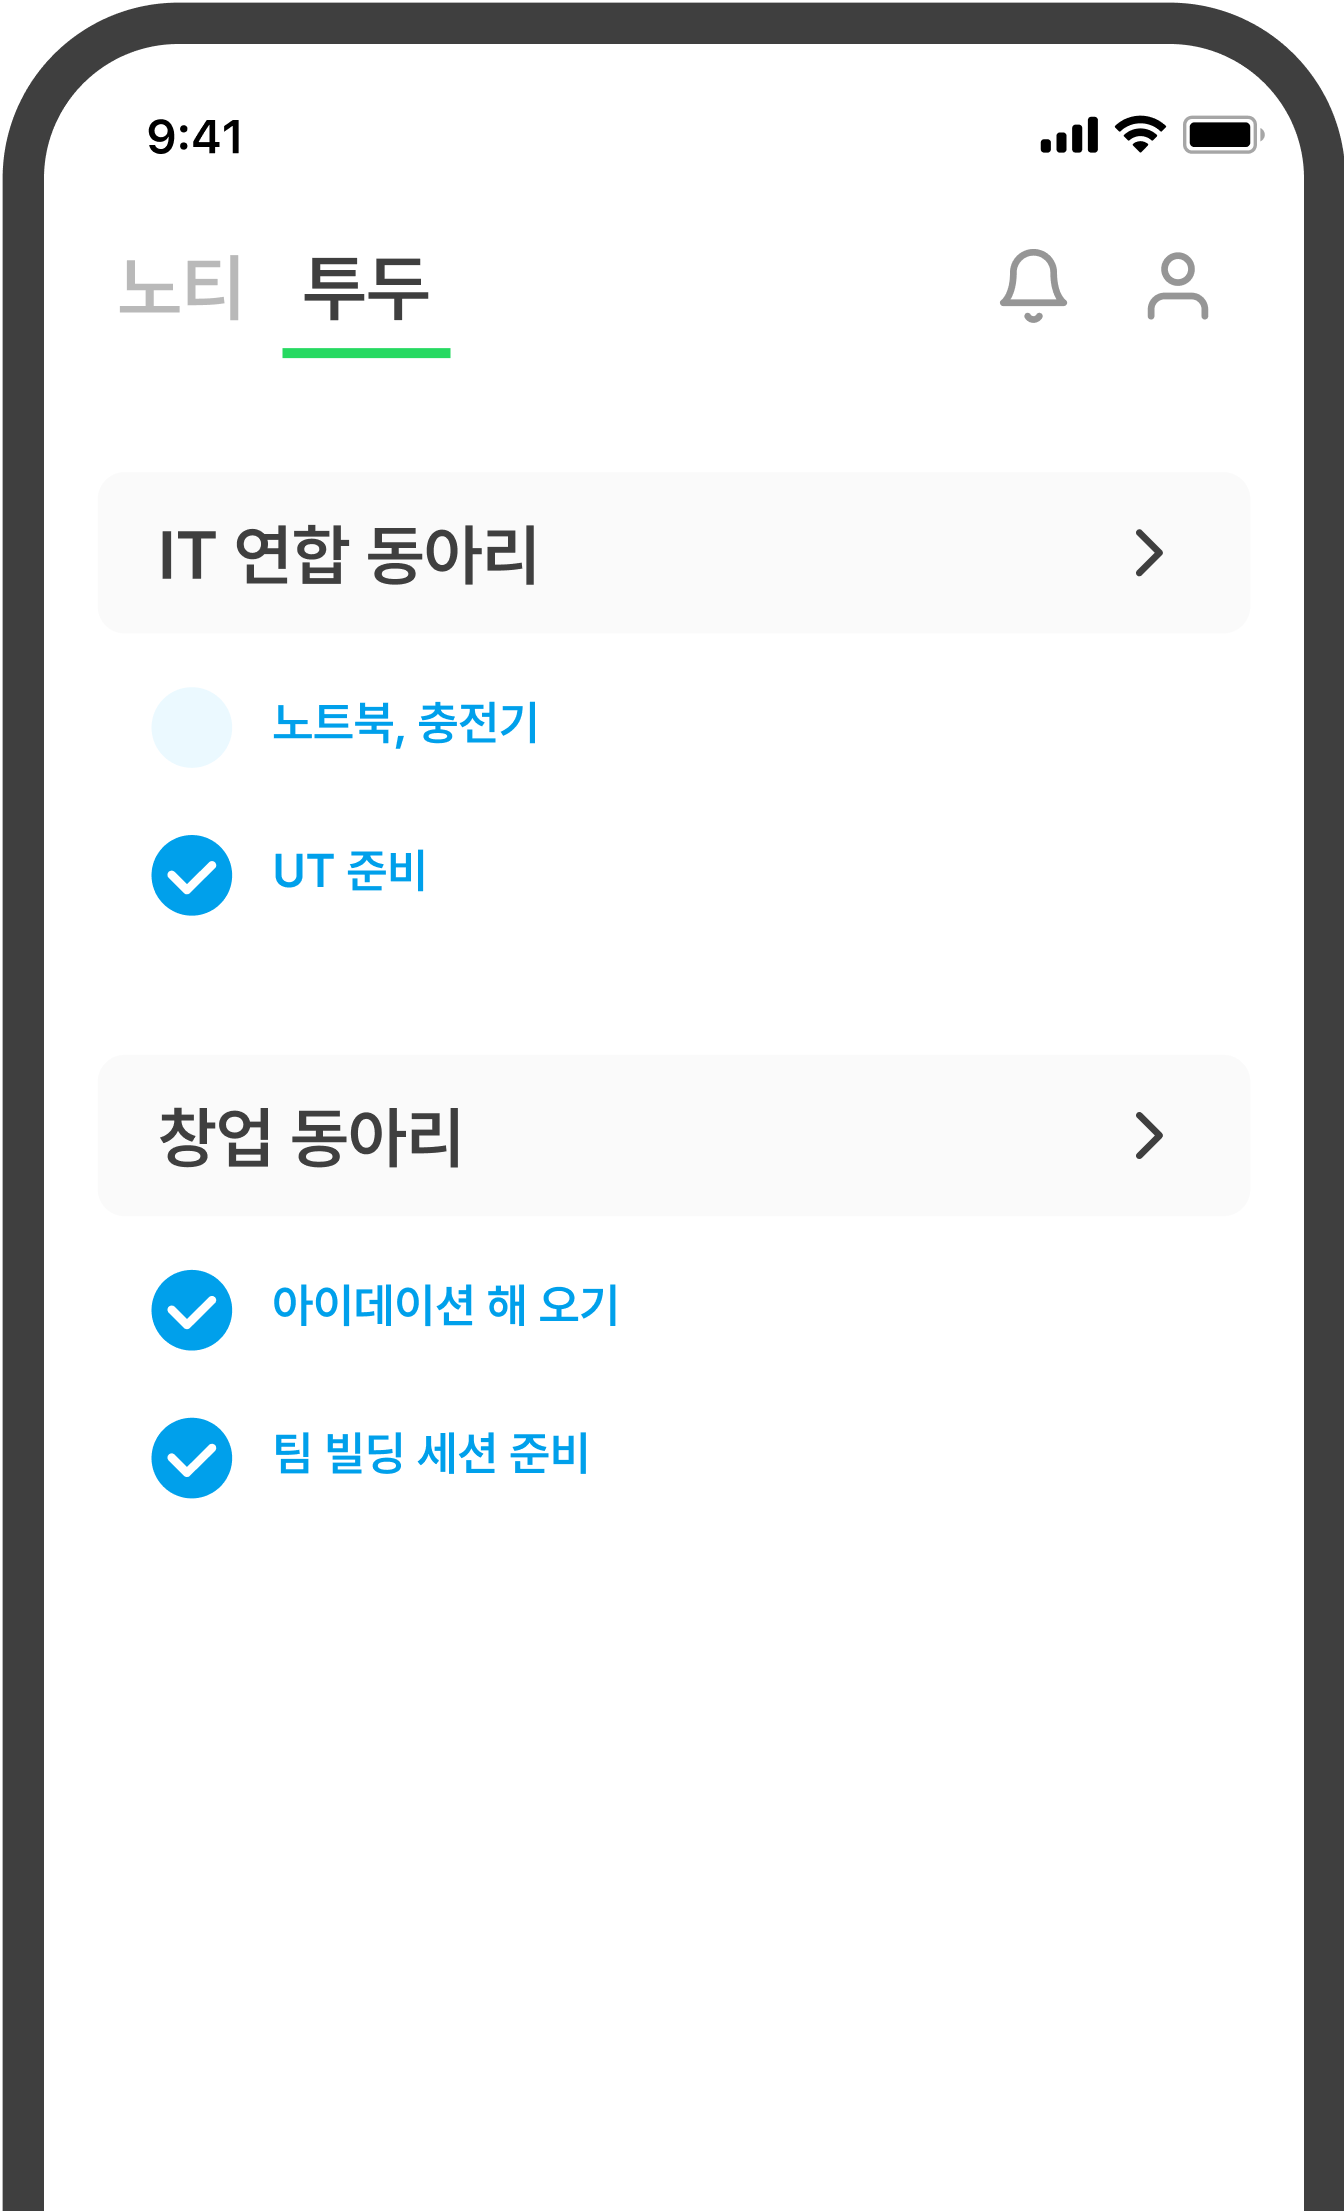 9:41
노티 투두
IT 연합 동아리
노트북, 충전기
UT 준비
창업 동아리
아이데이션 해 오기
팀 빌딩 세션 준비